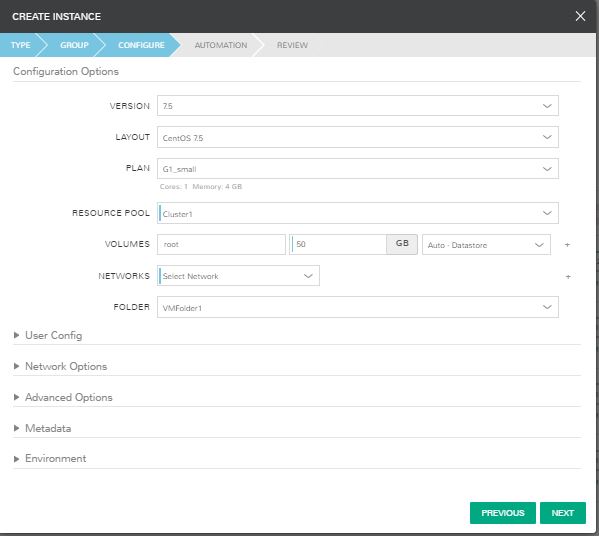 CREATE INSTANCE
TYPE GROUP CONFIGURE AUTOMATION REVIEW
Configuration Options
VERSION 7.5
LAYOUT CentOS 7.5
PLAN G1_small
Cores: 1 Memory: 4 GB
RESOURCE POOL Cluster1
VOLUMES root 50 GB Auto - Datastore +
NETWORKS Select Network +
FOLDER VMFolder1
User Config
Network Options
Advanced Options
Metadata
Environment
PREVIOUS NEXT